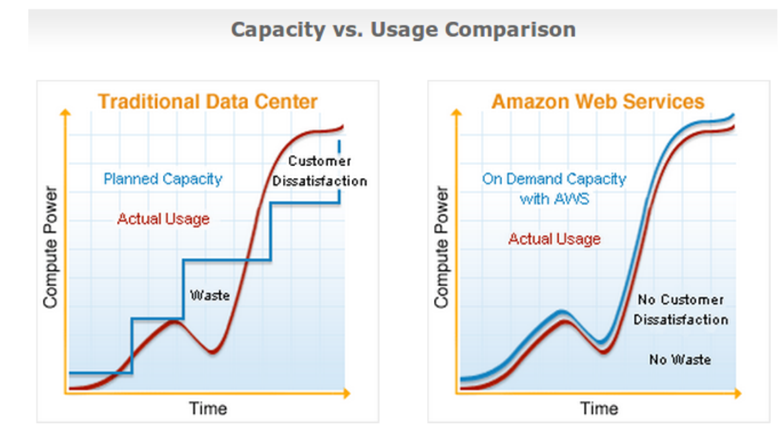 Capacity vs. Usage Comparison
Traditional Data Center
Planned Capacity
Actual Usage
Customer
Dissatisfaction
Waste
Compute Power
Time
Amazon Web Services
On Demand Capacity
with AWS
Actual Usage
No Customer
Dissatisfaction
No Waste
Compute Power
Time